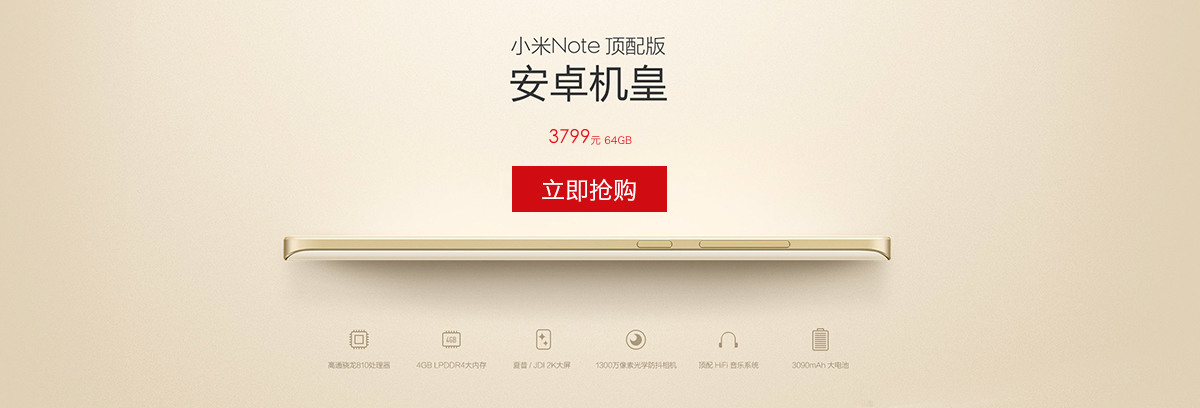 小米Note 顶配版
安卓机皇
3799元 64GB
立即抢购
4GB
高通骁龙810处理器
4GB LPDDR4大内存
夏普 / JDI 2K大屏
1300万像素光学防抖相机
顶配 HiFi 音乐系统
3090mAh 大电池